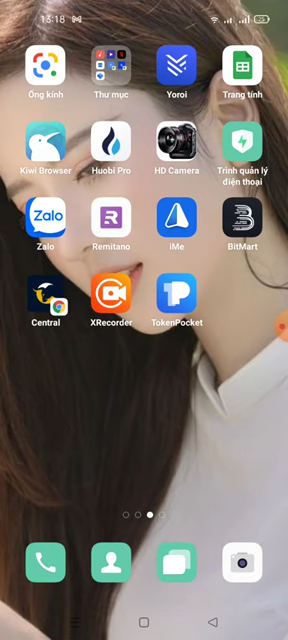 13:18
Ống kính
Thư mục
Yoroi
Trang tính
Kiwi Browser
Huobi Pro
HD Camera
Trình quản lý
điện thoại
Zalo
Zalo
Remitano
iMe
BitMart
Central
XRecorder
TokenPocket